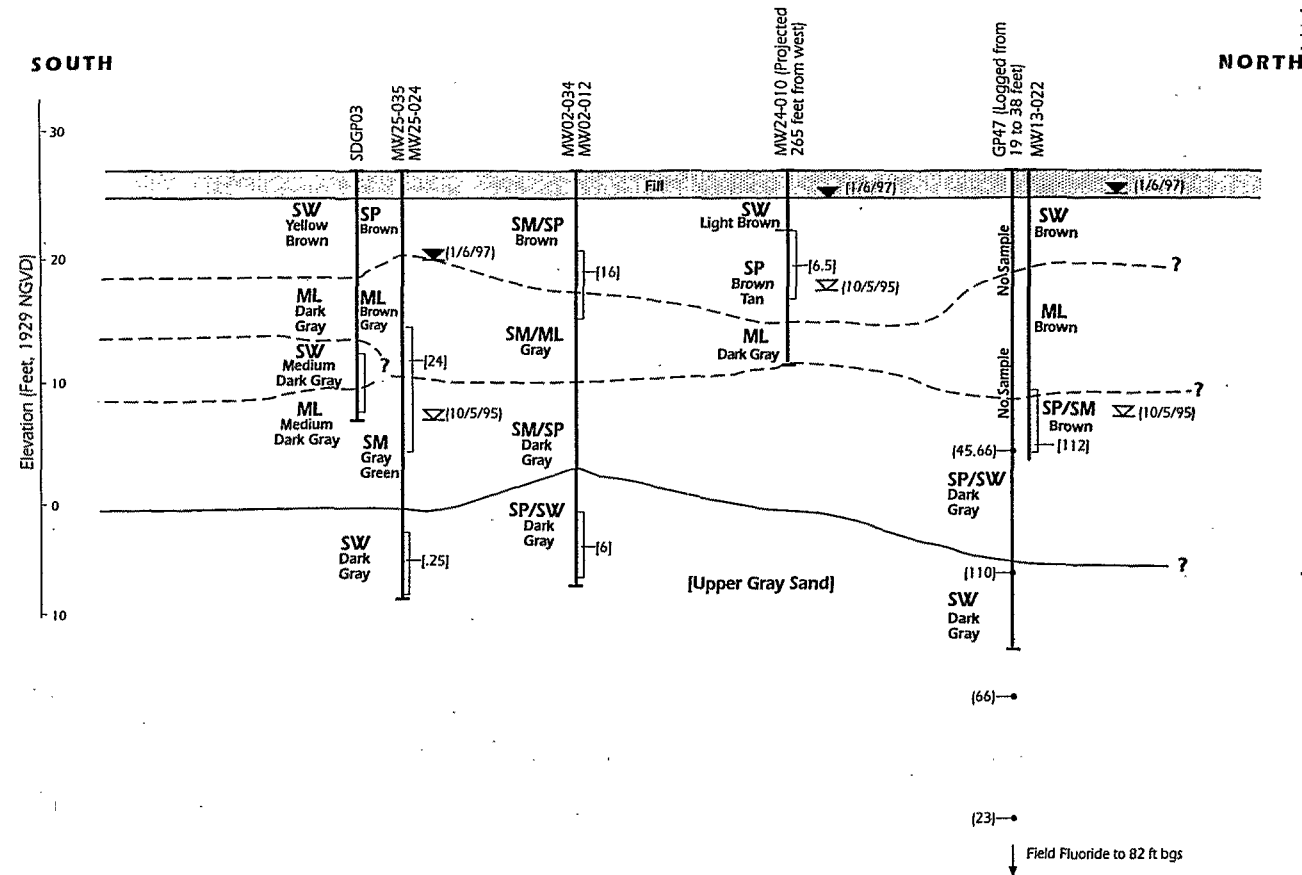 SOUTH
NORTH
SDGP03
MW25-035
MW25-024
MW02-034
MW02-012
MW24-010 (Projected
265 feet from west)
GP47 (Logged from
19 to 38 feet)
MW13-022
Elevation (Feet, 1929 NGVD)
30
20
10
0
10
Fill
(1/6/97)
(1/6/97)
SW
Yellow
Brown
SP
Brown
(1/6/97)
SM/SP
Brown
[16]
SW
Light Brown
[6.5]
SP
Brown
Tan
(10/5/95)
No Sample
SW
Brown
?
ML
Dark
Gray
ML
Brown
Gray
SM/ML
Gray
ML
Dark Gray
ML
Brown
SW
Medium
Dark Gray
?
[24]
No Sample
?
ML
Medium
Dark Gray
(10/5/95)
SM
Gray
Green
SM/SP
Dark
Gray
SP/SM
Brown
(10/5/95)
[112]
(45.66)
SP/SW
Dark
Gray
SP/SW
Dark
Gray
[6]
SW
Dark
Gray
[.25]
[Upper Gray Sand]
?
(110)
SW
Dark
Gray
(66)
(23)
Field Fluoride to 82 ft bgs